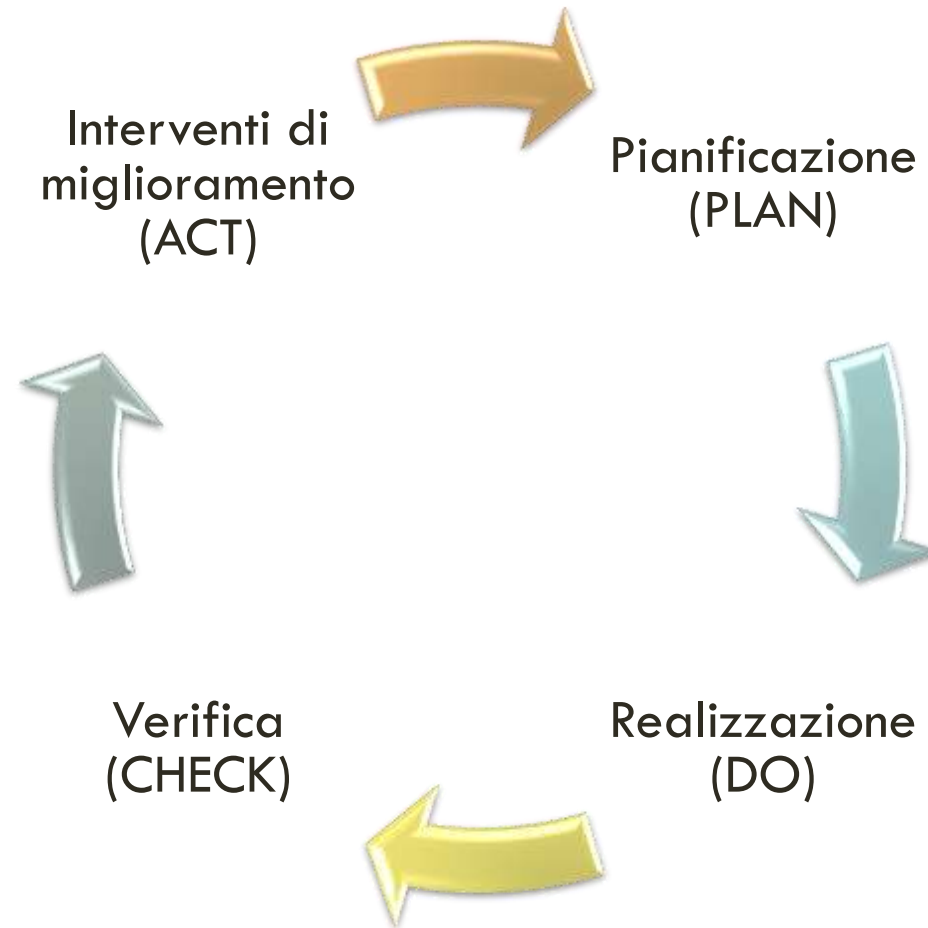 Interventi di
miglioramento
(ACT)
Pianificazione
(PLAN)
Verifica
(CHECK)
Realizzazione
(DO)